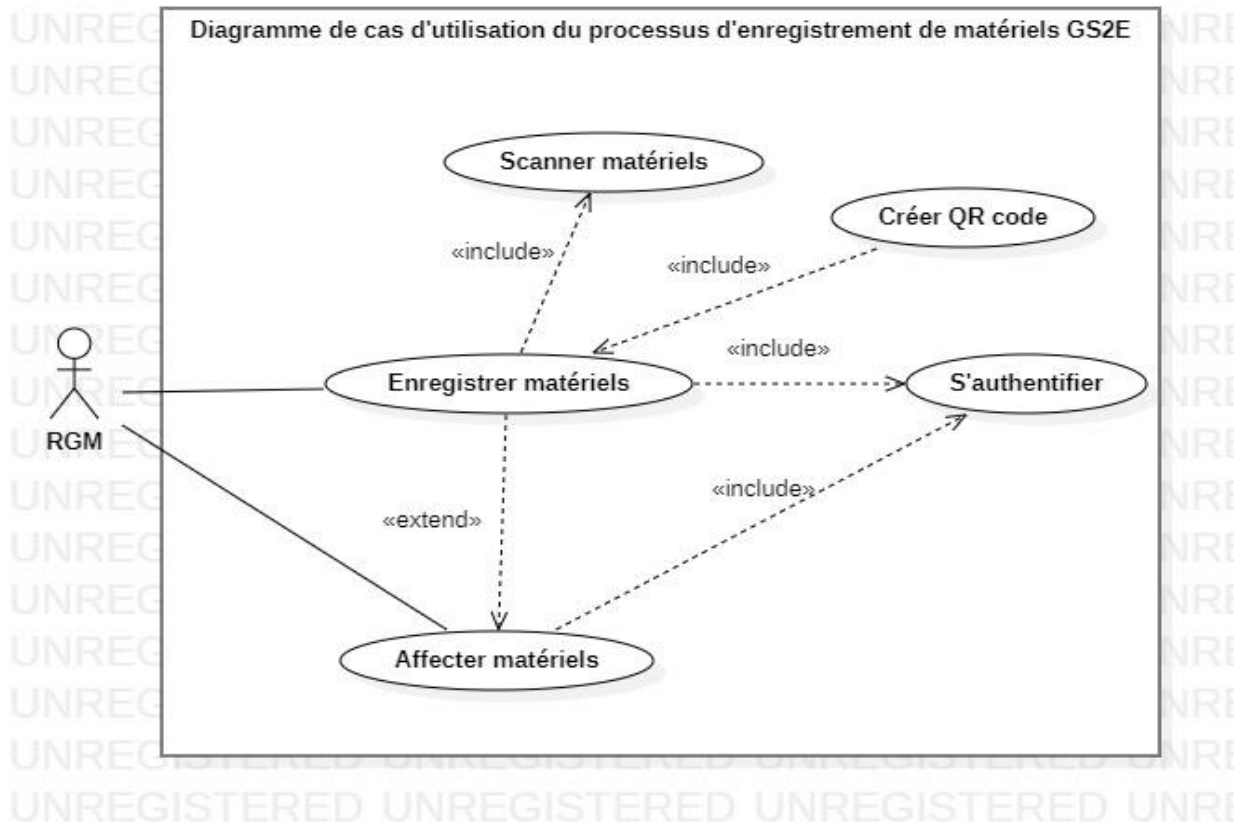 Diagramme de cas d'utilisation du processus d'enregistrement de matériels GS2E
Scanner matériels
Créer QR code
«include»
«include»
«include»
Enregistrer matériels
S'authentifier
RGM
«include»
«extend»
Affecter matériels
UNREGISTERED UNREGISTERED UNREGISTERED UNRE